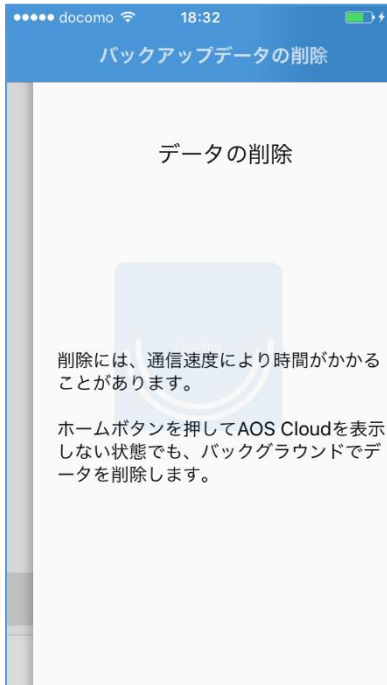 docomo 18:32
バックアップデータの削除
データの削除
Loading
削除には、通信速度により時間がかかる
ことがあります。
ホームボタンを押してAOS Cloudを表示
しない状態でも、バックグラウンドでデ
ータを削除します。